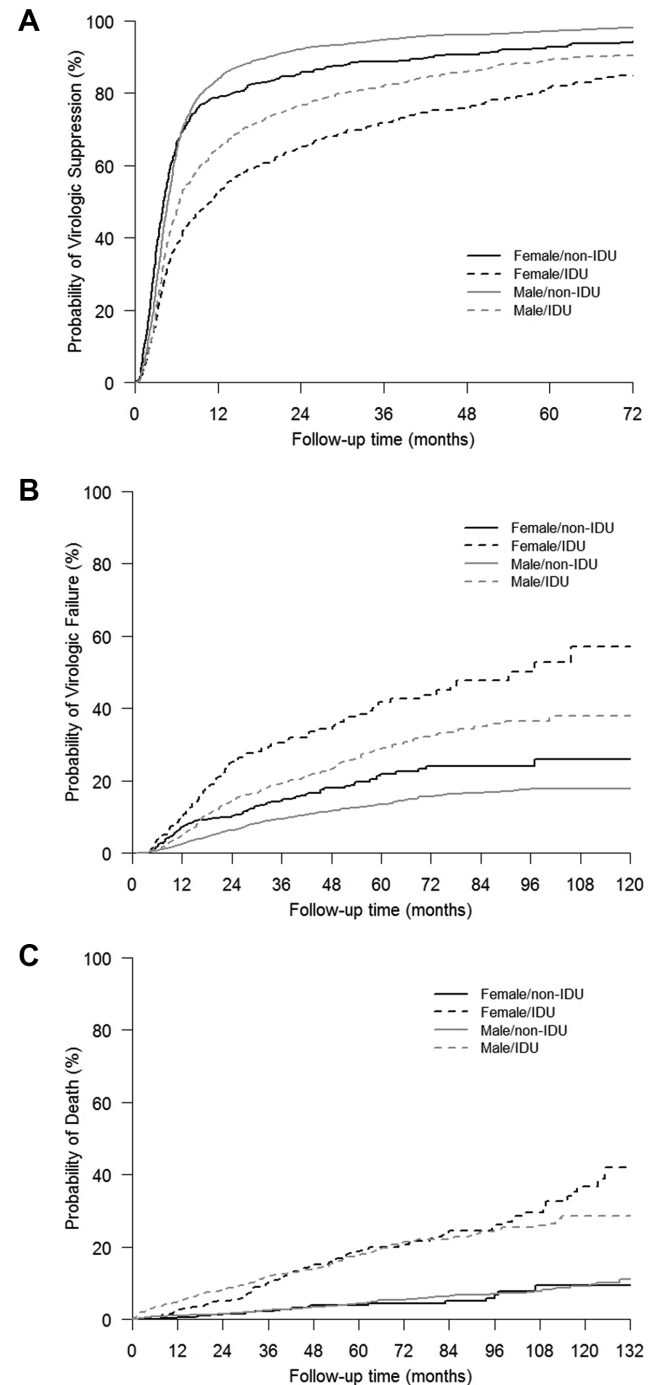 A
Probability of Virologic Suppression (%)
100
80
60
40
20
0
Female/non-IDU
Female/IDU
Male/non-IDU
Male/IDU
0 12 24 36 48 60 72
Follow-up time (months)
B
Probability of Virologic Failure (%)
100
80
60
40
20
0
Female/non-IDU
Female/IDU
Male/non-IDU
Male/IDU
0 12 24 36 48 60 72 84 96 108 120
Follow-up time (months)
C
Probability of Death (%)
100
80
60
40
20
0
Female/non-IDU
Female/IDU
Male/non-IDU
Male/IDU
0 12 24 36 48 60 72 84 96 108 120 132
Follow-up time (months)